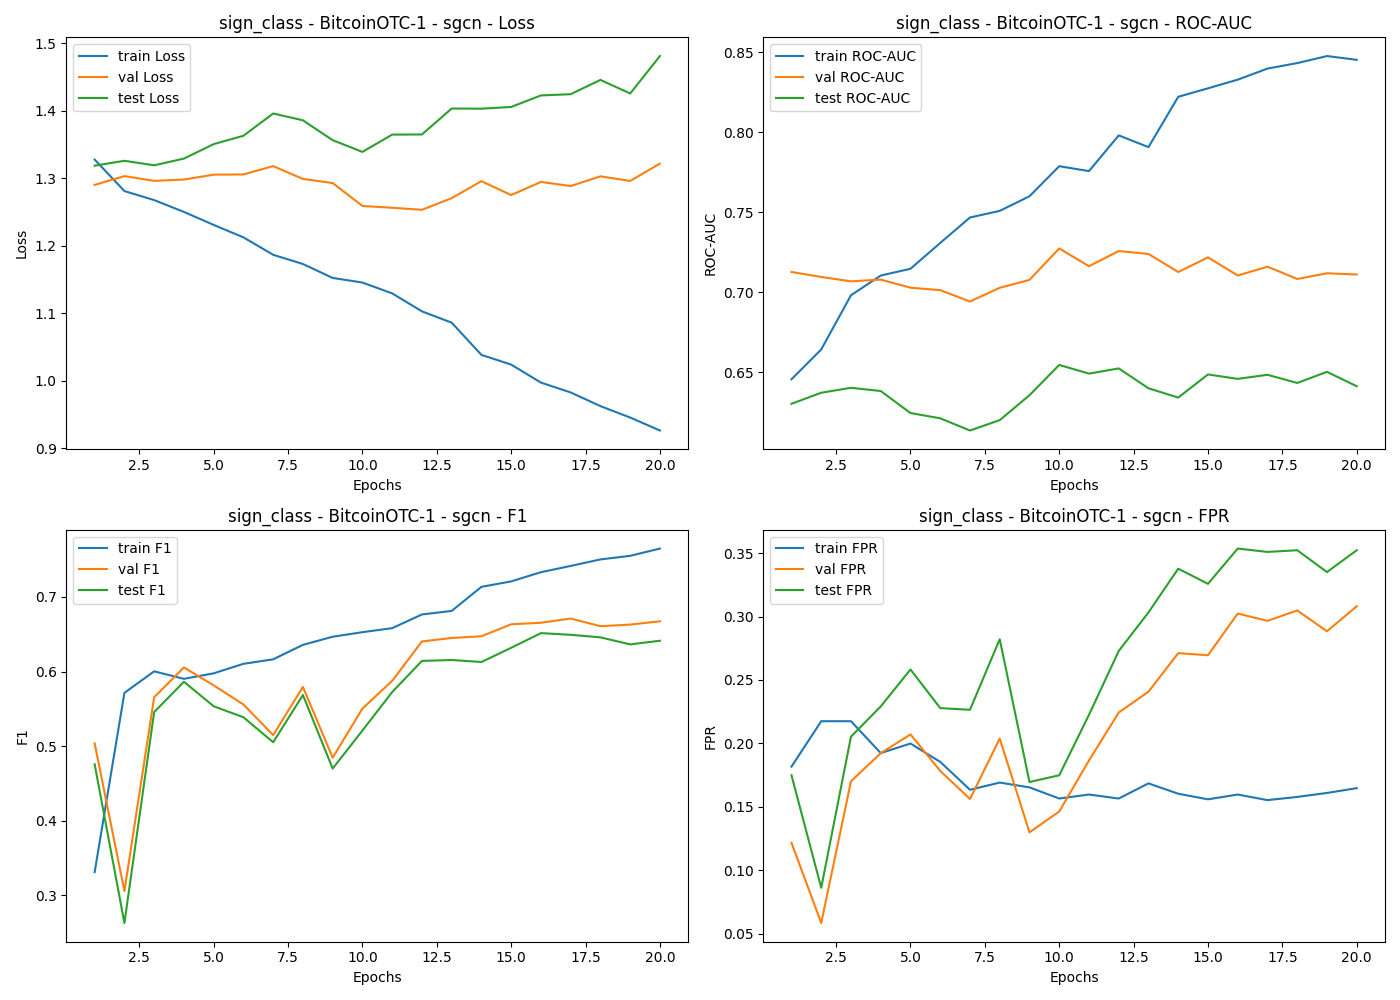 sign_class - BitcoinOTC-1 - sgcn - Loss
train Loss
val Loss
test Loss
1.5
1.4
1.3
1.2
1.1
1.0
0.9
Loss
2.5 5.0 7.5 10.0 12.5 15.0 17.5 20.0
Epochs
sign_class - BitcoinOTC-1 - sgcn - ROC-AUC
train ROC-AUC
val ROC-AUC
test ROC-AUC
0.85
0.80
0.75
0.70
0.65
ROC-AUC
2.5 5.0 7.5 10.0 12.5 15.0 17.5 20.0
Epochs
sign_class - BitcoinOTC-1 - sgcn - F1
train F1
val F1
test F1
0.7
0.6
0.5
0.4
0.3
F1
2.5 5.0 7.5 10.0 12.5 15.0 17.5 20.0
Epochs
sign_class - BitcoinOTC-1 - sgcn - FPR
train FPR
val FPR
test FPR
0.35
0.30
0.25
0.20
0.15
0.10
0.05
FPR
2.5 5.0 7.5 10.0 12.5 15.0 17.5 20.0
Epochs